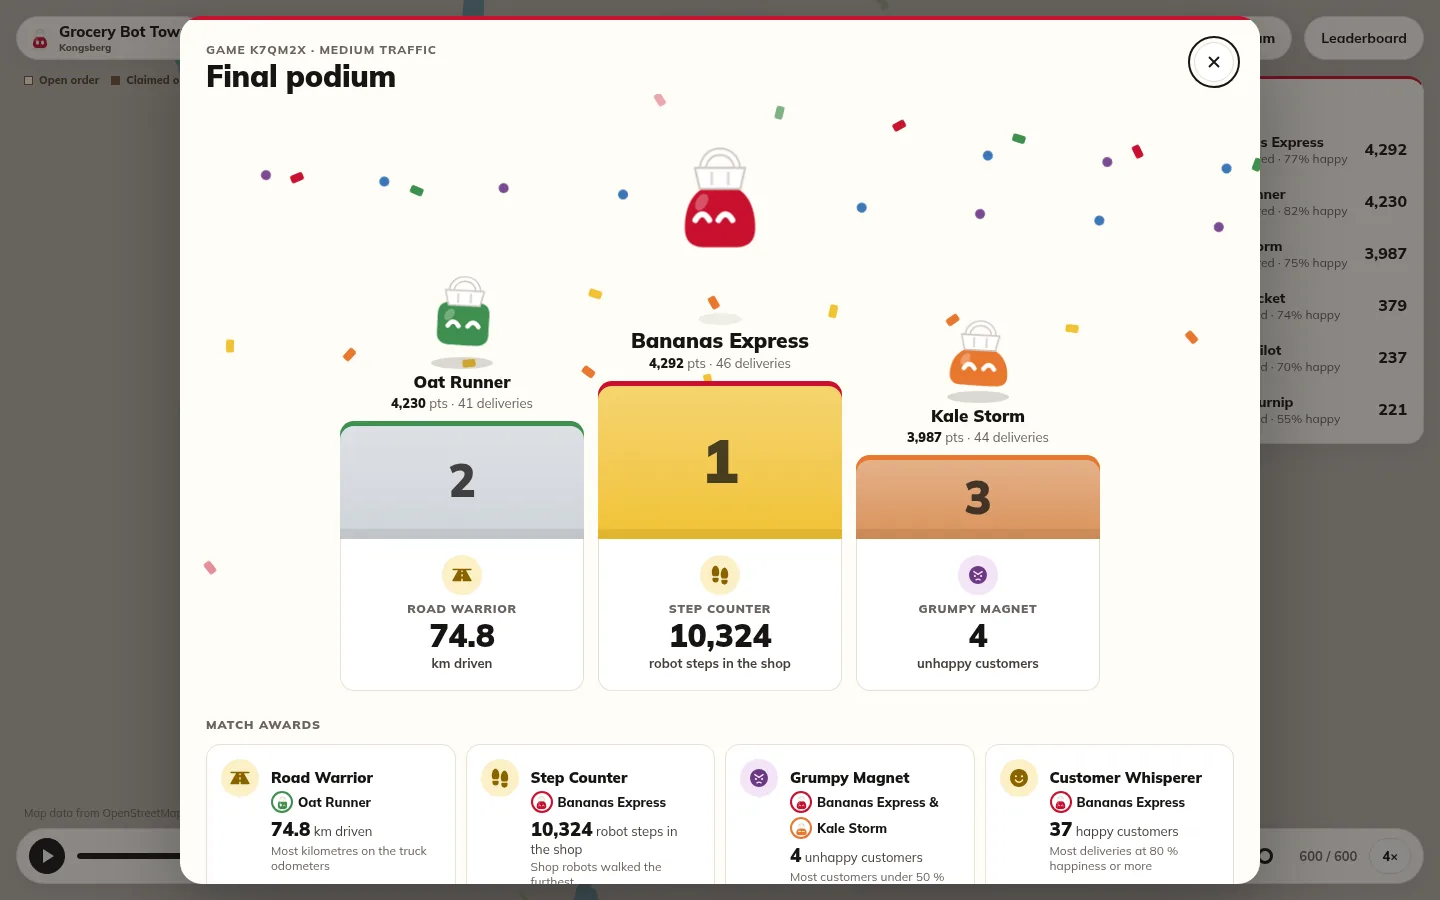 Grocery Bot Tow
Kongsberg
Open order
Claimed o
GAME K7QM2X · MEDIUM TRAFFIC
Final podium
Leaderboard
Bananas Express
4,292 pts · 46 deliveries
Oat Runner
4,230 pts · 41 deliveries
Kale Storm
3,987 pts · 44 deliveries
2
1
3
ROAD WARRIOR
74.8
km driven
STEP COUNTER
10,324
robot steps in the shop
GRUMPY MAGNET
4
unhappy customers
MATCH AWARDS
Road Warrior
Oat Runner
74.8 km driven
Most kilometres on the truck
odometers
Step Counter
Bananas Express
10,324 robot steps in
the shop
Shop robots walked the
furthest
Grumpy Magnet
Bananas Express &
Kale Storm
4 unhappy customers
Most customers under 50 %
Customer Whisperer
Bananas Express
37 happy customers
Most deliveries at 80 %
happiness or more
s Express
ed · 77% happy
4,292
nner
ed · 82% happy
4,230
orm
ed · 75% happy
3,987
cket
d · 74% happy
379
ilot
d · 70% happy
237
urnip
d · 55% happy
221
Map data from OpenStreetMap
600 / 600
4×